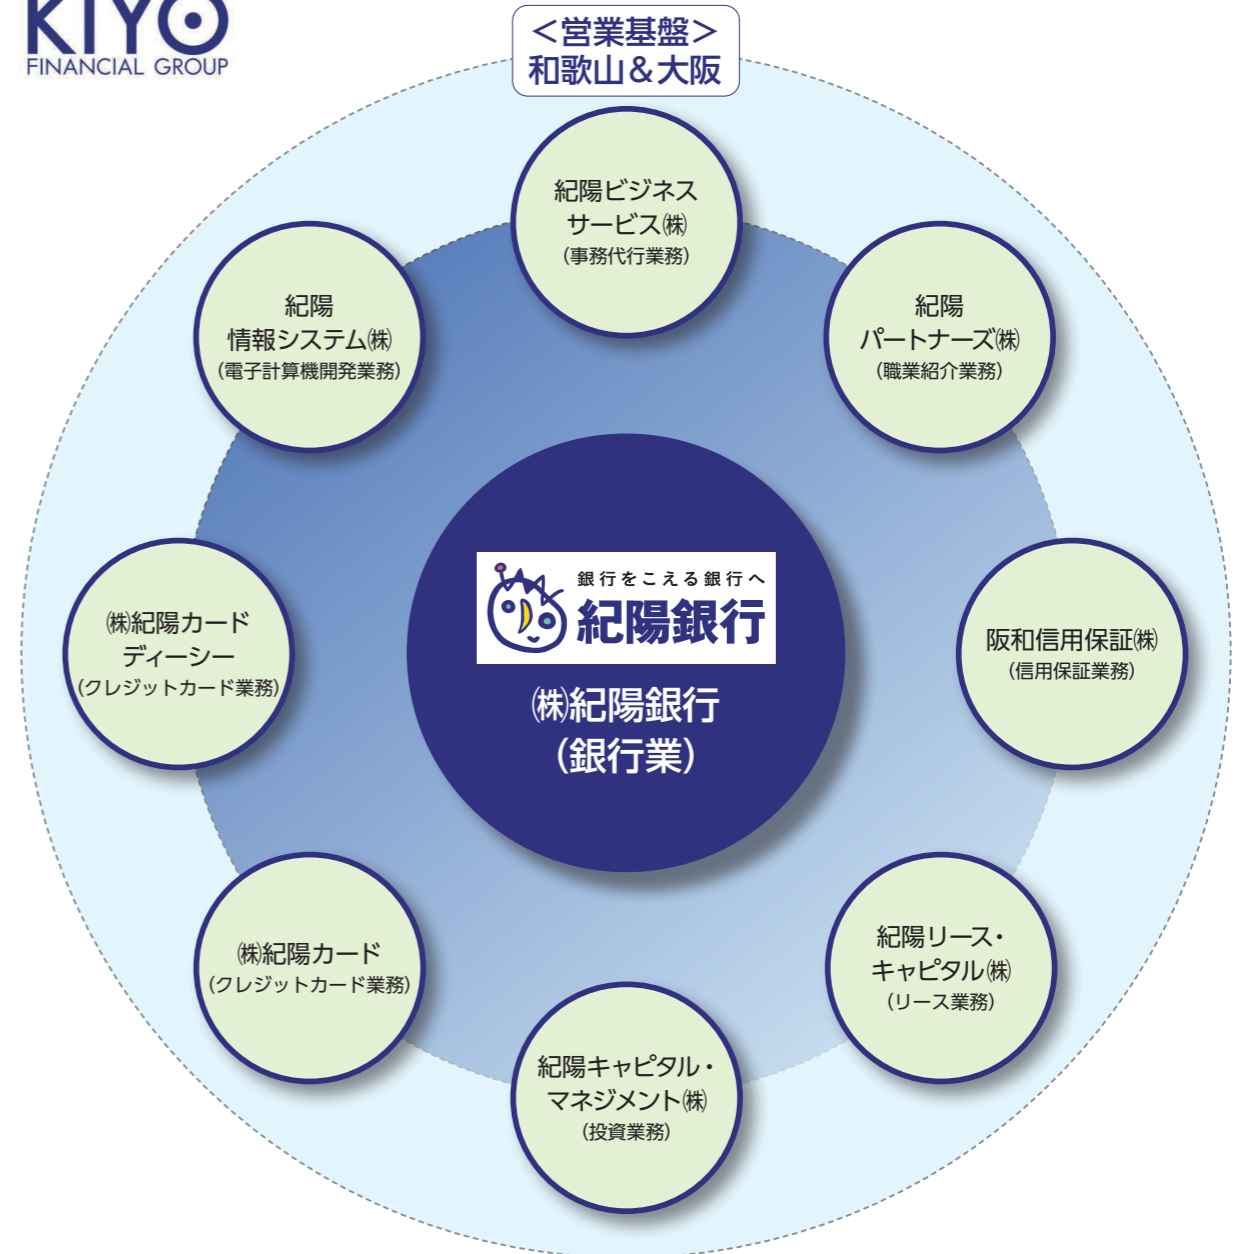 KIYO
FINANCIAL GROUP
＜営業基盤＞
和歌山＆大阪
紀陽ビジネス
サービス㈱
（事務代行業務）
紀陽
情報システム㈱
（電子計算機開発業務）
紀陽
パートナーズ㈱
（職業紹介業務）
㈱紀陽カード
ディーシー
（クレジットカード業務）
銀行をこえる銀行へ
紀陽銀行
㈱紀陽銀行
（銀行業）
阪和信用保証㈱
（信用保証業務）
㈱紀陽カード
（クレジットカード業務）
紀陽リース・
キャピタル㈱
（リース業務）
紀陽キャピタル・
マネジメント㈱
（投資業務）